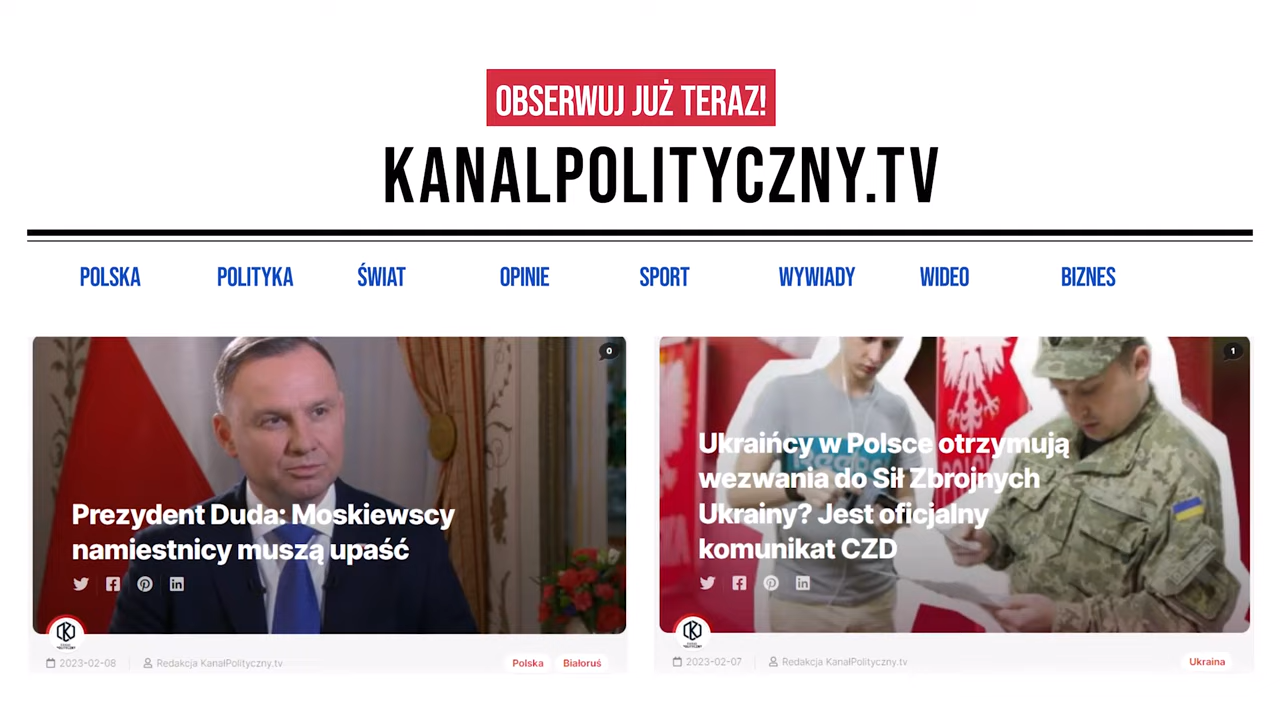 OBSERWUJ JUŻ TERAZ!
KANALPOLITYCZNY.TV
POLSKA POLITYKA ŚWIAT OPINIE SPORT WYWIADY WIDEO BIZNES
0
Prezydent Duda: Moskiewscy
namiestnicy muszą upaść
2023-02-08 Redakcja KanałPolityczny.tv Polska Białoruś
1
Ukraińcy w Polsce otrzymują
wezwania do Sił Zbrojnych
Ukrainy? Jest oficjalny
komunikat CZD
2023-02-07 Redakcja KanałPolityczny.tv Ukraina